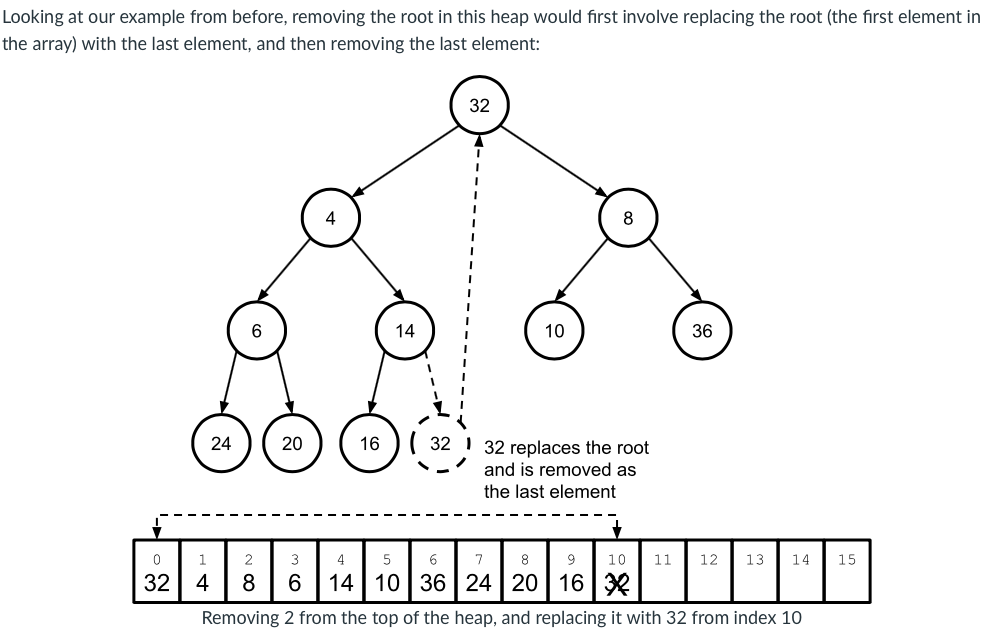 Looking at our example from before, removing the root in this heap would first involve replacing the root (the first element in
the array) with the last element, and then removing the last element:
32
4 8
6 14 10 36
24 20 16 32
32 replaces the root
and is removed as
the last element
0 1 2 3 4 5 6 7 8 9 10 11 12 13 14 15
32 4 8 6 14 10 36 24 20 16 32
Removing 2 from the top of the heap, and replacing it with 32 from index 10